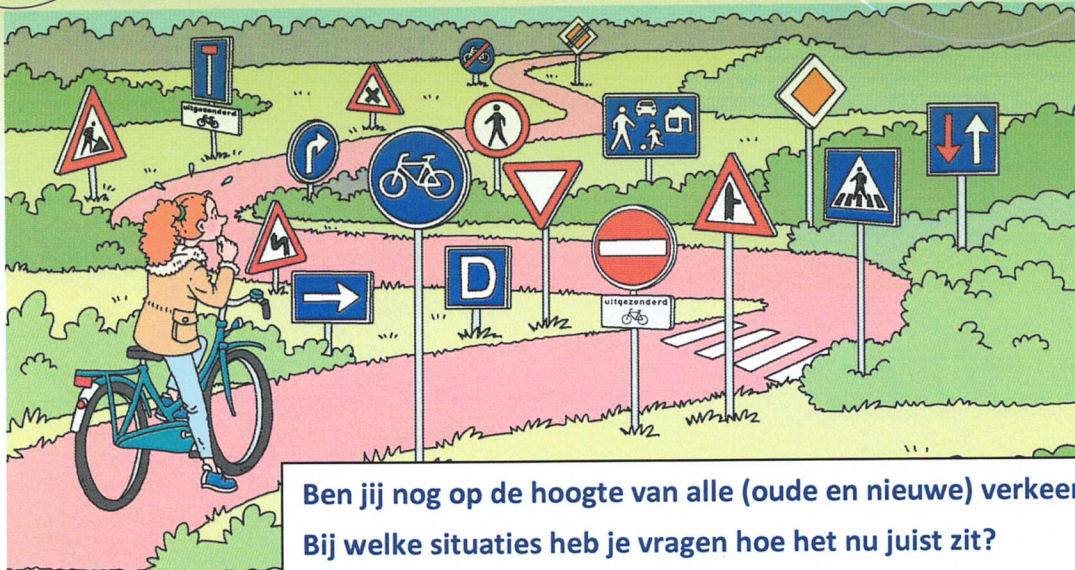 uitgezonderd
D
uitgezonderd
Ben jij nog op de hoogte van alle (oude en nieuwe)
Bij welke situaties heb je vragen hoe het nu juist zit?